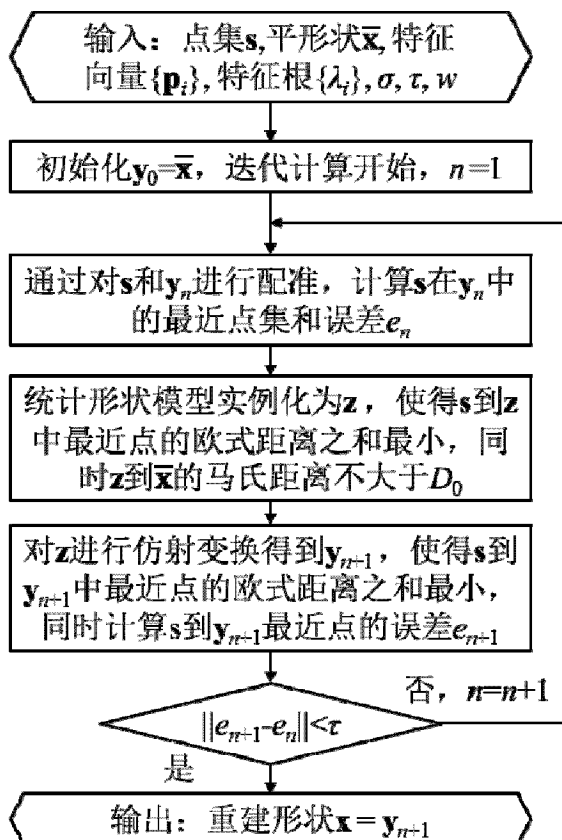 输入：点集s,平形状x̅,特征
向量{pᵢ},特征根{λᵢ},σ,τ,w
初始化y₀=x̅，迭代计算开始，n=1
通过对s和yₙ进行配准，计算s在yₙ中
的最近点集和误差eₙ
统计形状模型实例化为z，使得s到z
中最近点的欧式距离之和最小，同
时z到x̅的马氏距离不大于D₀
对z进行仿射变换得到yₙ₊₁，使得s到
yₙ₊₁中最近点的欧式距离之和最小，
同时计算s到yₙ₊₁最近点的误差eₙ₊₁
否，n=n+1
||eₙ₊₁-eₙ||<τ
是
输出：重建形状x=yₙ₊₁